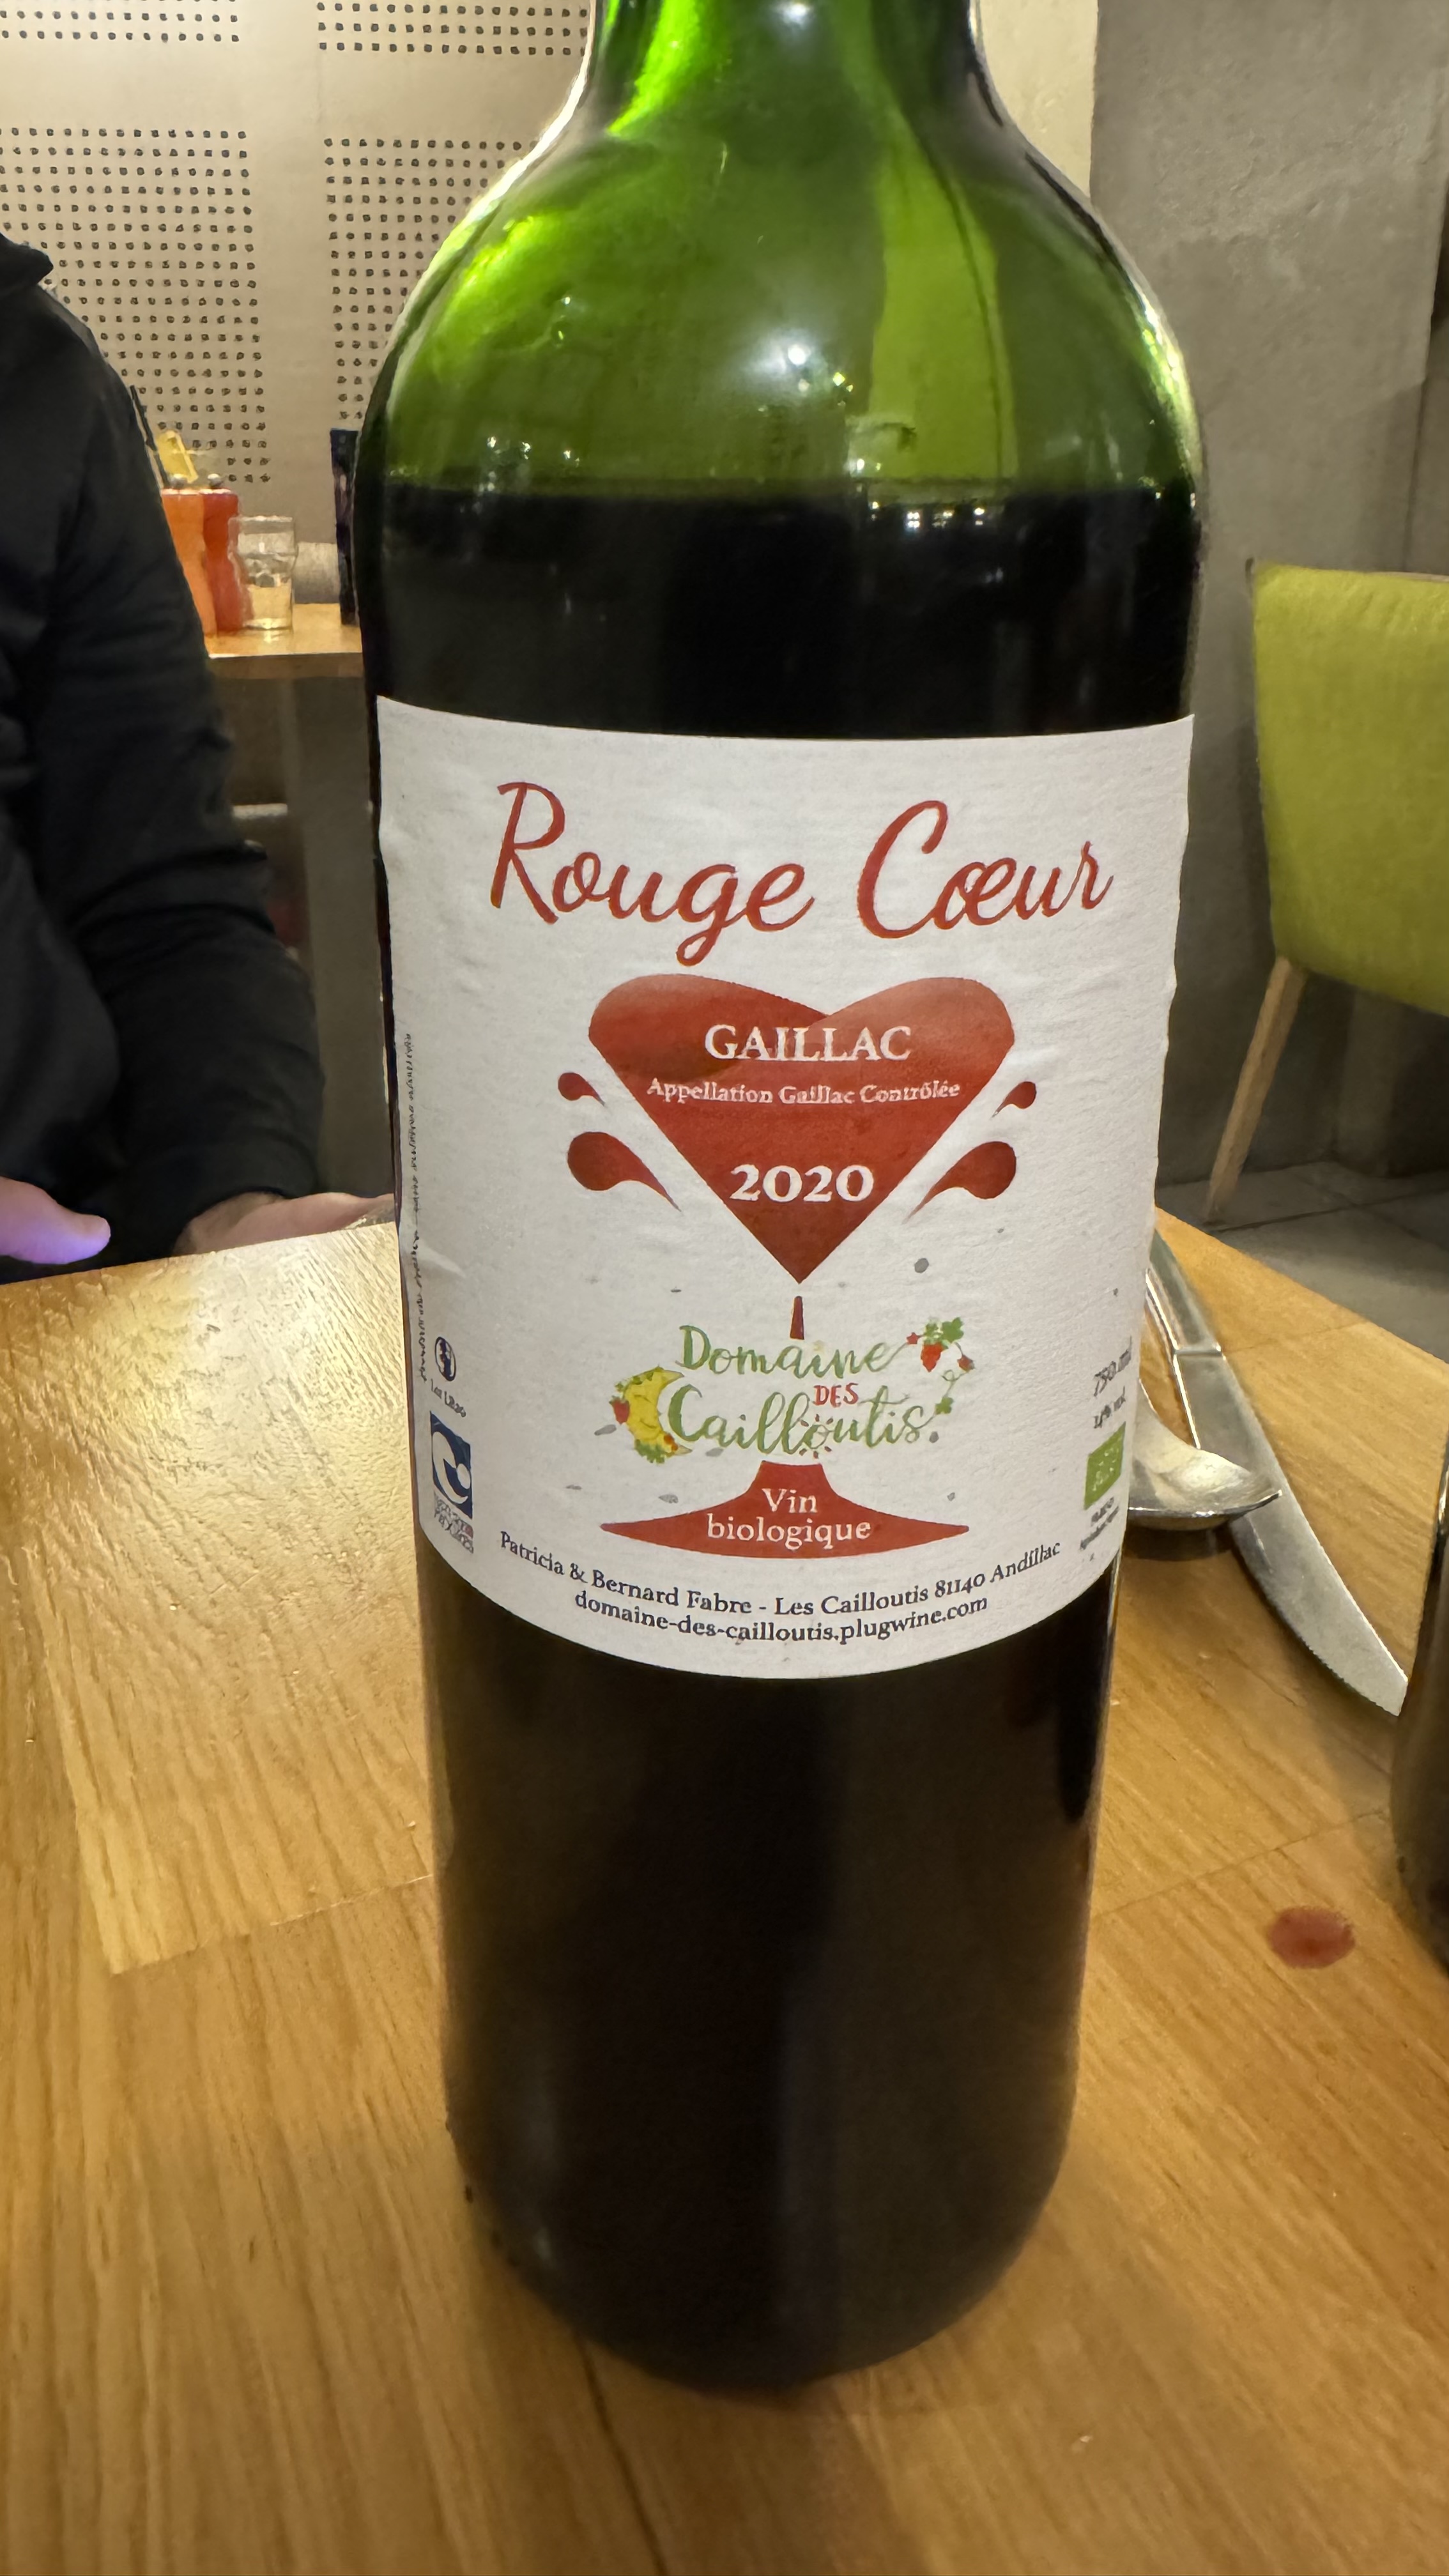 Rouge Cœur
GAILLAC
Appellation Gaillac Contrôlée
2020
Domaine
DES
Cailloutis
Vin
biologique
Patricia & Bernard Fabre - Les Cailloutis 81140 Andillac
domaine-des-cailloutis.plugwine.com
750 ml